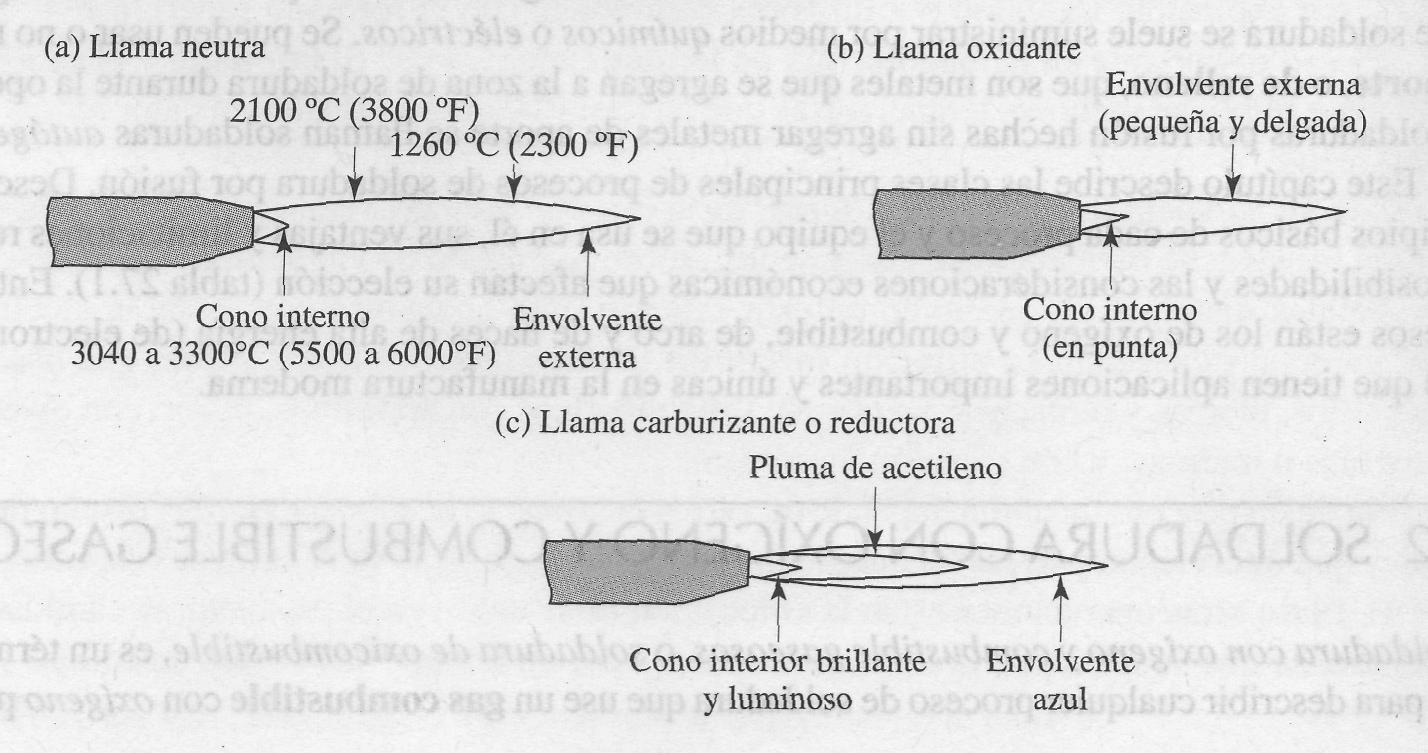 (a) Llama neutra
2100 ºC (3800 ºF)
1260 ºC (2300 ºF)
Cono interno
3040 a 3300°C (5500 a 6000°F)
Envolvente
externa
(b) Llama oxidante
Envolvente externa
(pequeña y delgada)
Cono interno
(en punta)
(c) Llama carburizante o reductora
Pluma de acetileno
Cono interior brillante
y luminoso
Envolvente
azul